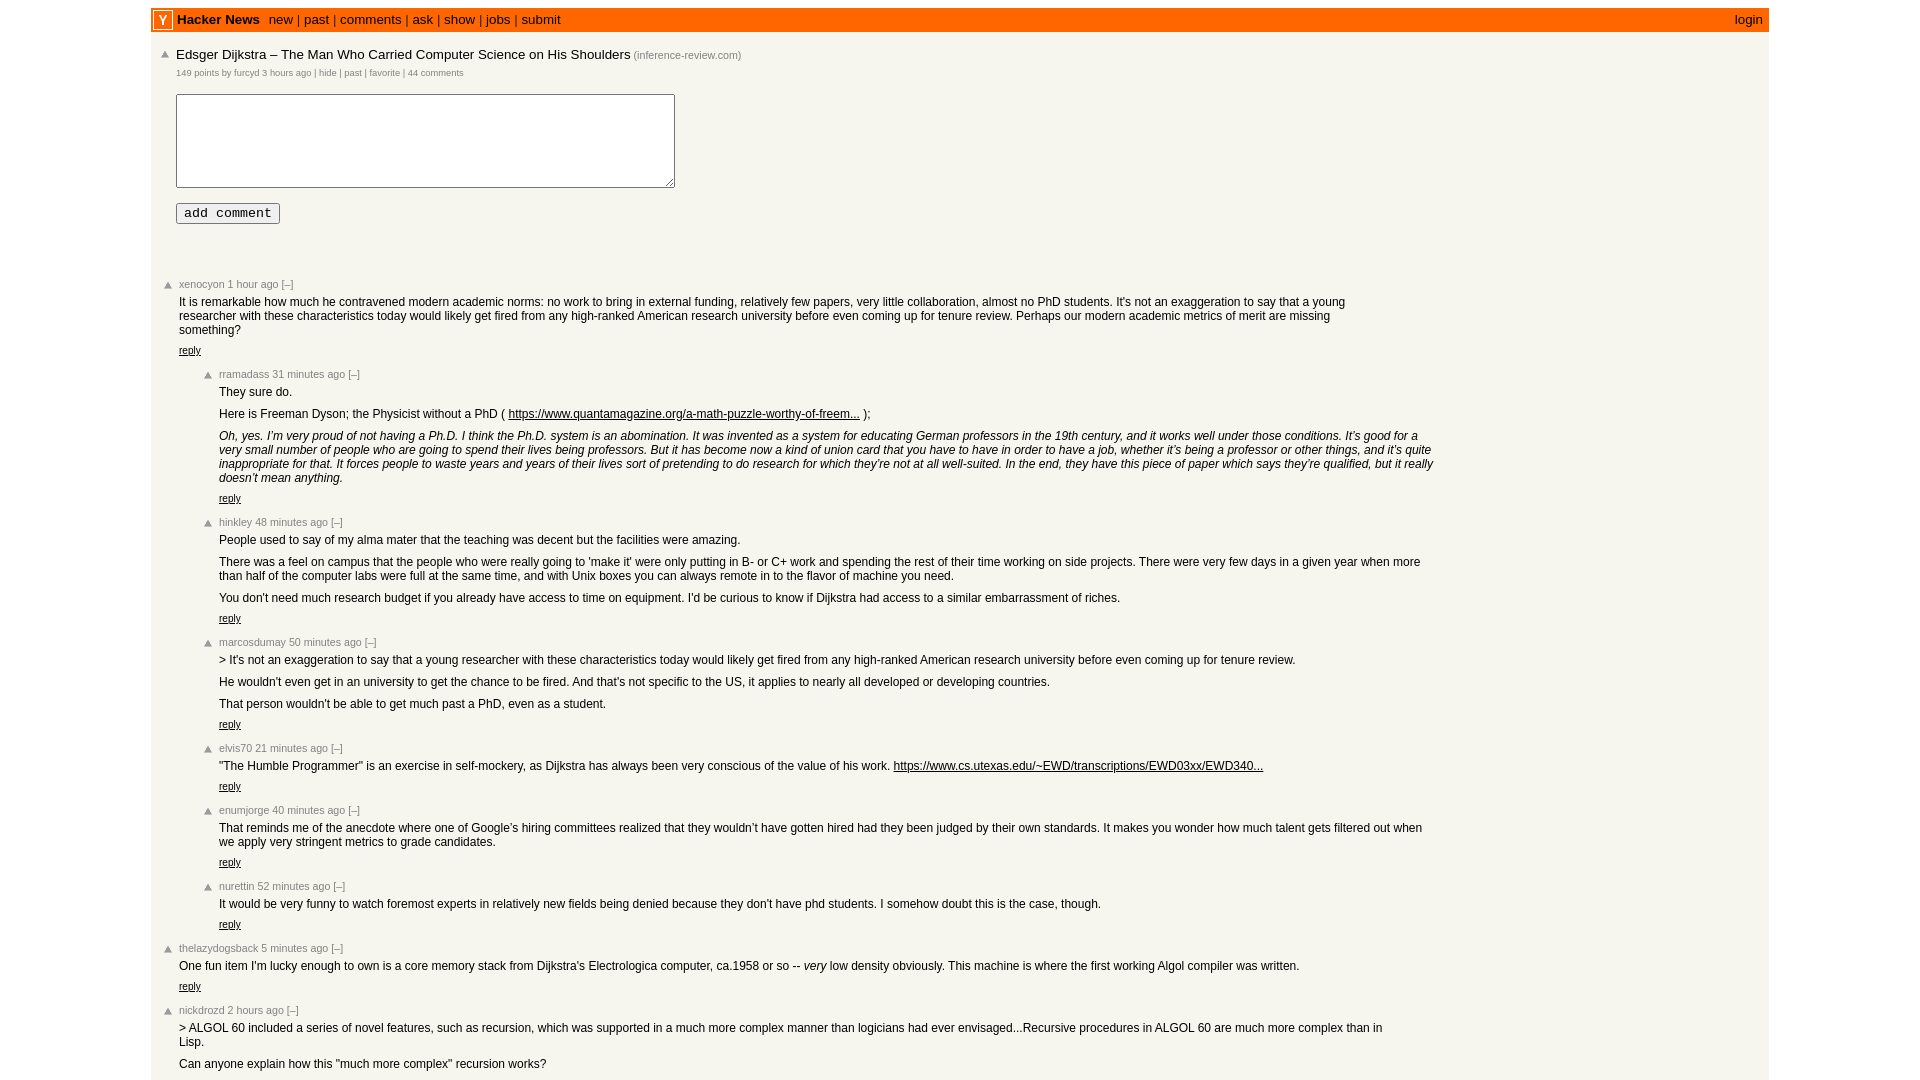 Y Hacker News new | past | comments | ask | show | jobs | submit login
Edsger Dijkstra – The Man Who Carried Computer Science on His Shoulders (inference-review.com)
149 points by furcyd 3 hours ago | hide | past | favorite | 44 comments
add comment
xenocyon 1 hour ago [–]
It is remarkable how much he contravened modern academic norms: no work to bring in external funding, relatively few papers, very little collaboration, almost no PhD students. It's not an exaggeration to say that a young
researcher with these characteristics today would likely get fired from any high-ranked American research university before even coming up for tenure review. Perhaps our modern academic metrics of merit are missing
something?
reply
rramadass 31 minutes ago [–]
They sure do.
Here is Freeman Dyson; the Physicist without a PhD ( https://www.quantamagazine.org/a-math-puzzle-worthy-of-freem... );
Oh, yes. I’m very proud of not having a Ph.D. I think the Ph.D. system is an abomination. It was invented as a system for educating German professors in the 19th century, and it works well under those conditions. It’s good for a
very small number of people who are going to spend their lives being professors. But it has become now a kind of union card that you have to have in order to have a job, whether it’s being a professor or other things, and it’s quite
inappropriate for that. It forces people to waste years and years of their lives sort of pretending to do research for which they’re not at all well-suited. In the end, they have this piece of paper which says they’re qualified, but it really
doesn’t mean anything.
reply
hinkley 48 minutes ago [–]
People used to say of my alma mater that the teaching was decent but the facilities were amazing.
There was a feel on campus that the people who were really going to 'make it' were only putting in B- or C+ work and spending the rest of their time working on side projects. There were very few days in a given year when more
than half of the computer labs were full at the same time, and with Unix boxes you can always remote in to the flavor of machine you need.
You don't need much research budget if you already have access to time on equipment. I'd be curious to know if Dijkstra had access to a similar embarrassment of riches.
reply
marcosdumay 50 minutes ago [–]
> It's not an exaggeration to say that a young researcher with these characteristics today would likely get fired from any high-ranked American research university before even coming up for tenure review.
He wouldn't even get in an university to get the chance to be fired. And that's not specific to the US, it applies to nearly all developed or developing countries.
That person wouldn't be able to get much past a PhD, even as a student.
reply
elvis70 21 minutes ago [–]
"The Humble Programmer" is an exercise in self-mockery, as Dijkstra has always been very conscious of the value of his work. https://www.cs.utexas.edu/~EWD/transcriptions/EWD03xx/EWD340...
reply
enumjorge 40 minutes ago [–]
That reminds me of the anecdote where one of Google’s hiring committees realized that they wouldn’t have gotten hired had they been judged by their own standards. It makes you wonder how much talent gets filtered out when
we apply very stringent metrics to grade candidates.
reply
nurettin 52 minutes ago [–]
It would be very funny to watch foremost experts in relatively new fields being denied because they don't have phd students. I somehow doubt this is the case, though.
reply
thelazydogsback 5 minutes ago [–]
One fun item I'm lucky enough to own is a core memory stack from Dijkstra's Electrologica computer, ca.1958 or so -- very low density obviously. This machine is where the first working Algol compiler was written.
reply
nickdrozd 2 hours ago [–]
> ALGOL 60 included a series of novel features, such as recursion, which was supported in a much more complex manner than logicians had ever envisaged...Recursive procedures in ALGOL 60 are much more complex than in
Lisp.
Can anyone explain how this "much more complex" recursion works?